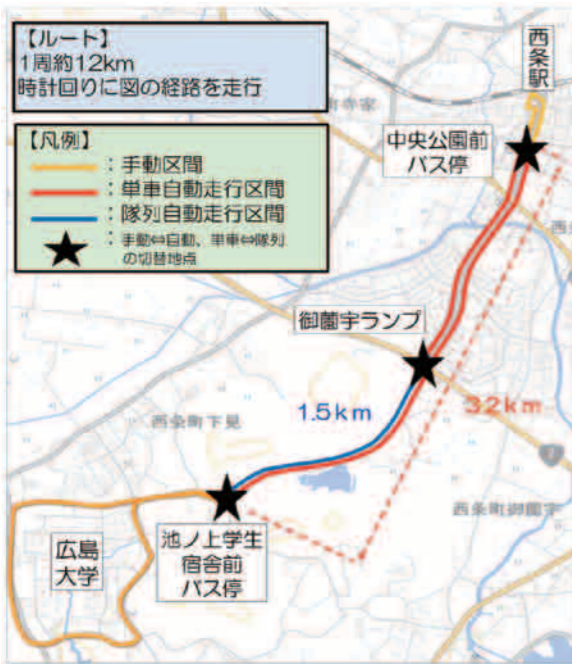 【ルート】
1周約12km
時計回りに図の経路を走行
【凡例】
：手動区間
：単車自動走行区間
：隊列自動走行区間
：手動⇔自動、単車⇔隊列
の切替地点
西条駅
町寺家
中央公園前
バス停
御薗宇ランプ
1.5km
32km
西条町下見
西条町御薗宇
2
池ノ上学生
宿舎前
バス停
広島
大学